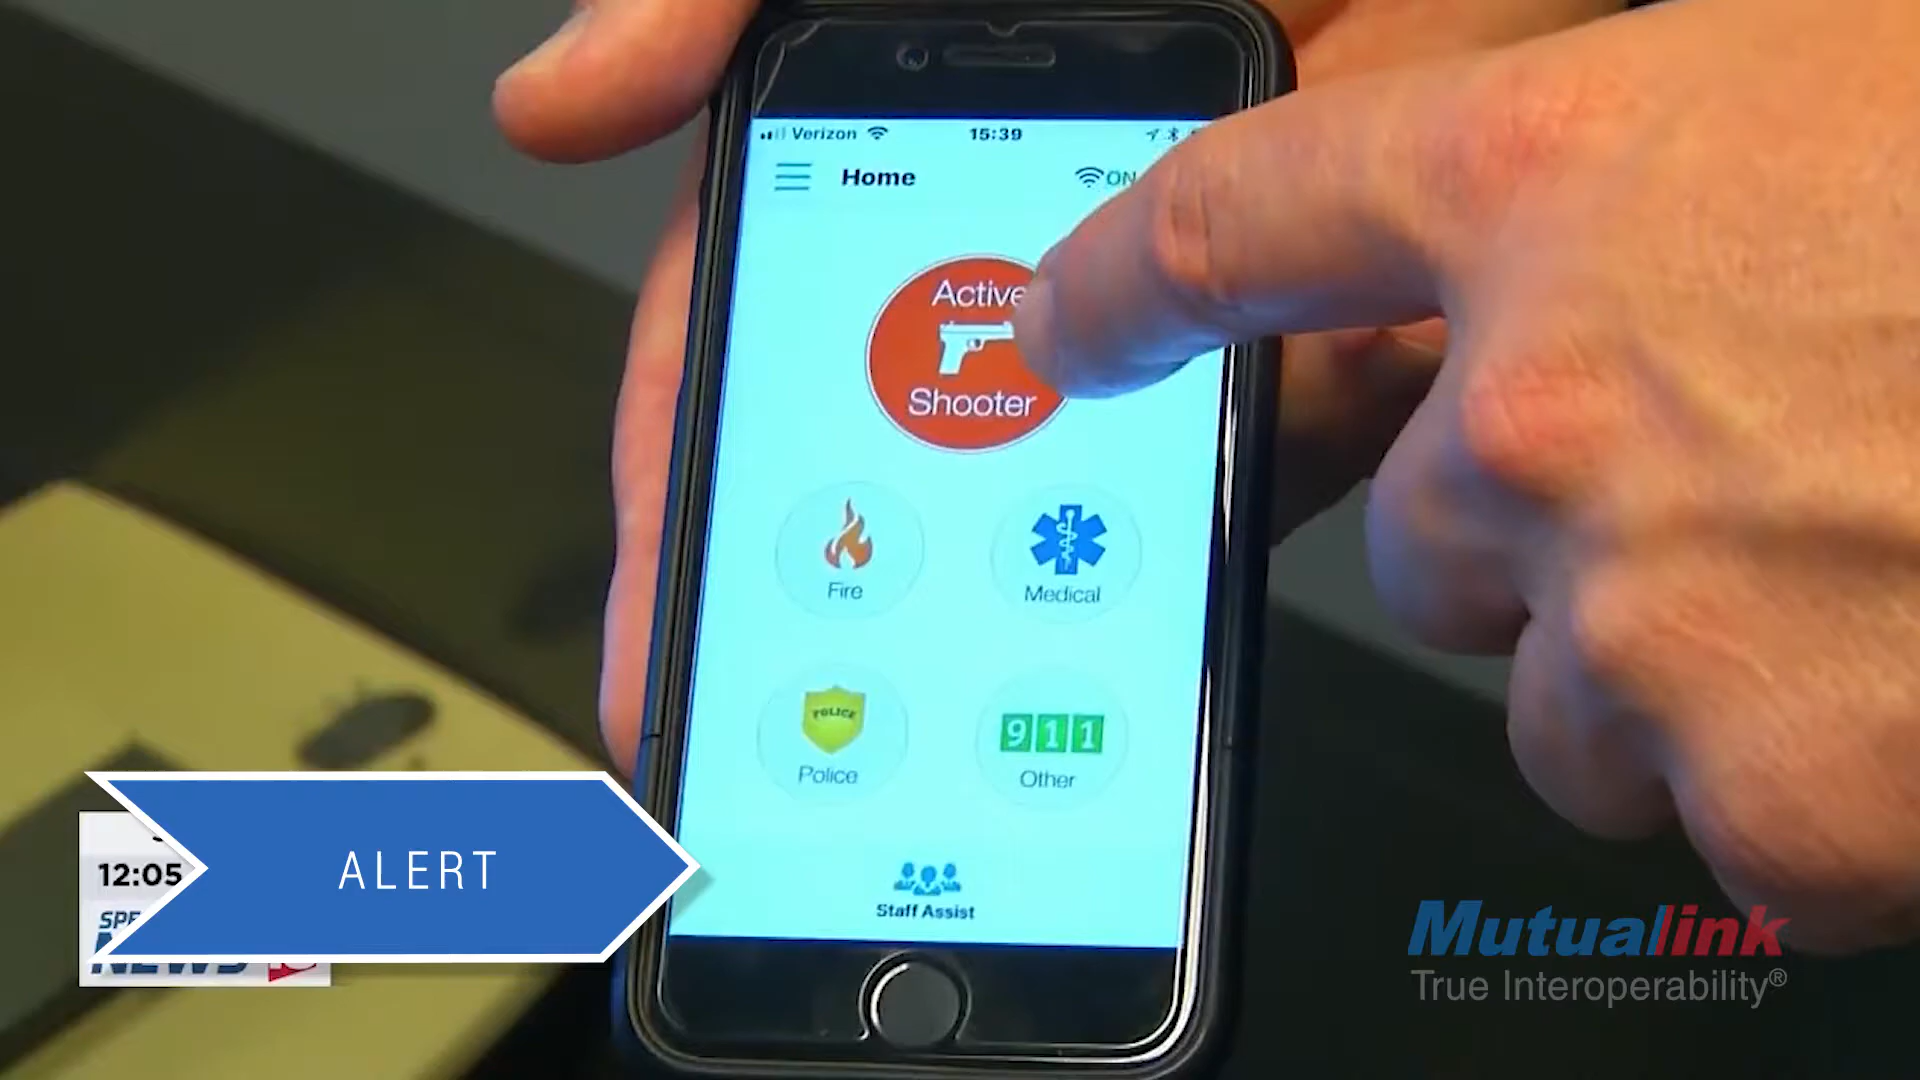 Verizon 15:39
Home ON
Active
Shooter
Fire
Medical
POLICE
Police
911
Other
Staff Assist
ALERT
12:05
NEWS
Mutualink
True Interoperability®